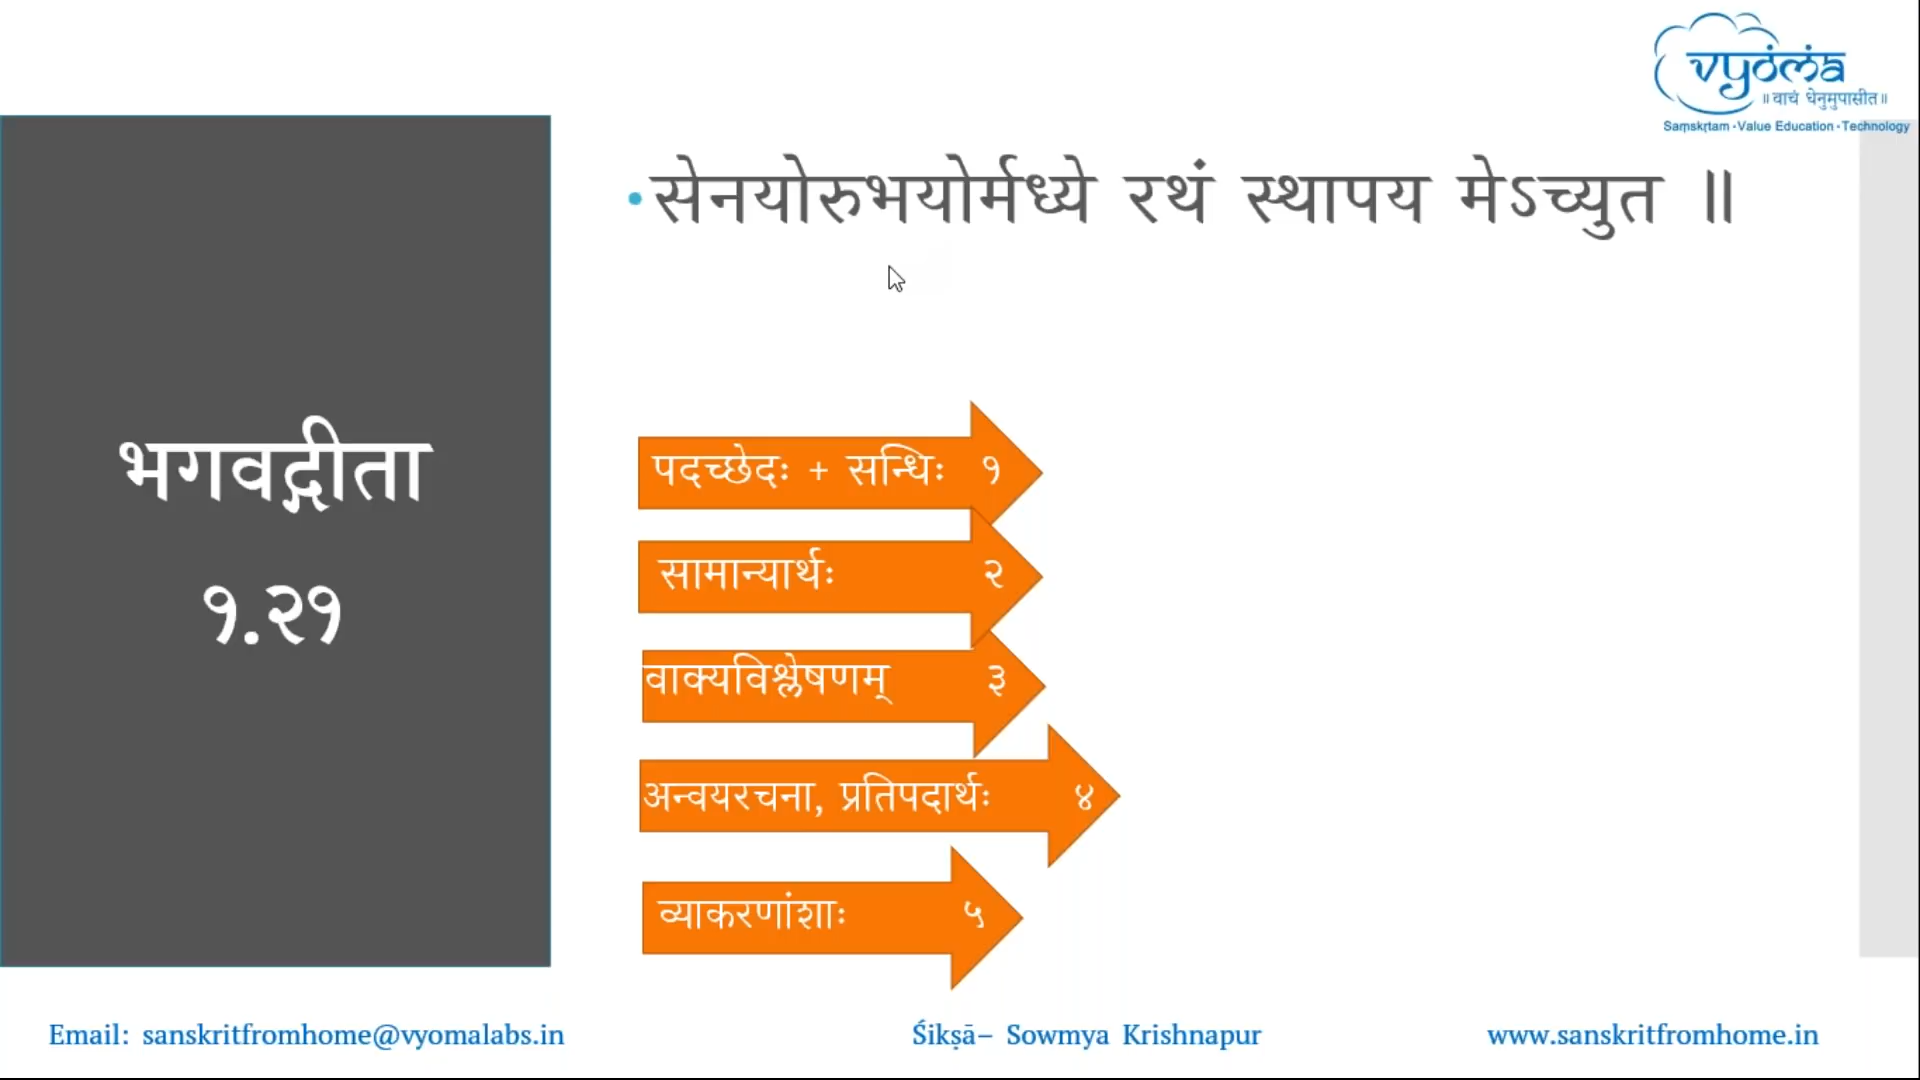 vyoma
॥ वाचं धेनुमुपासीत॥
Saṃskṛtam - Value Education - Technology
• सेनयोरुभयोर्मध्ये रथं स्थापय मेऽच्युत ॥
भगवद्गीता
१.२१
पदच्छेदः + सन्धिः १
सामान्यार्थः २
वाक्यविश्लेषणम् ३
अन्वयरचना, प्रतिपदार्थः ४
व्याकरणांशाः ५
Email: sanskritfromhome@vyomalabs.in
Śikṣā– Sowmya Krishnapur
www.sanskritfromhome.in